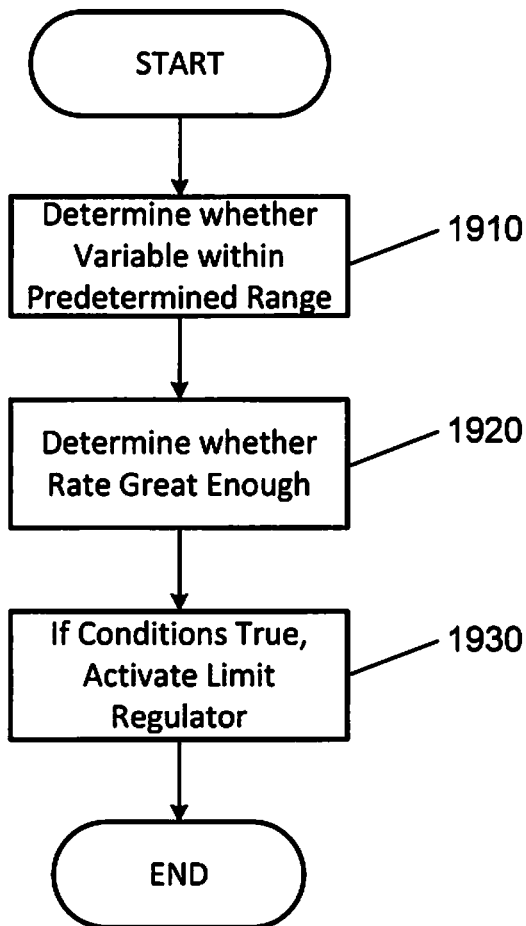 START
Determine whether
Variable within
Predetermined Range
1910
Determine whether
Rate Great Enough
1920
If Conditions True,
Activate Limit
Regulator
1930
END